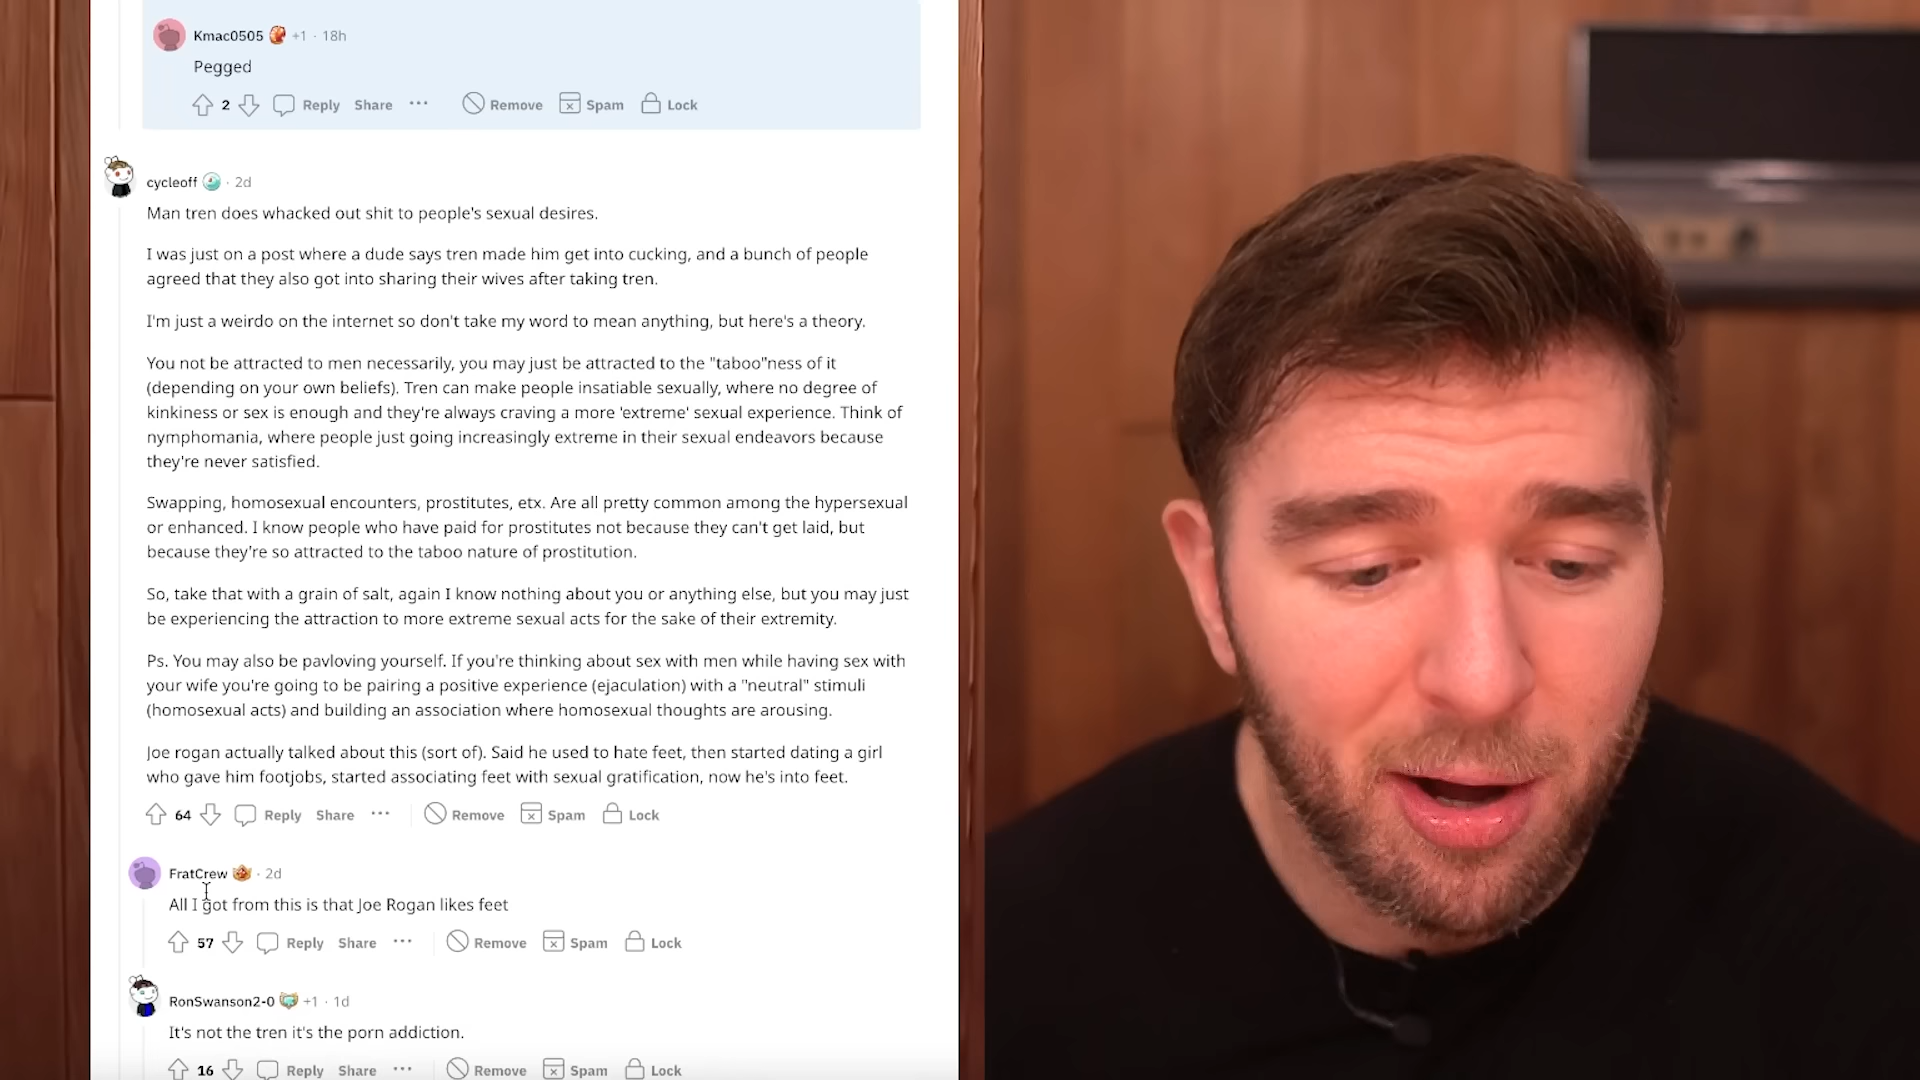 Kmac0505 +1 · 18h
Pegged
2 Reply Share ··· Remove Spam Lock
cycleoff · 2d
Man tren does whacked out shit to people's sexual desires.
I was just on a post where a dude says tren made him get into cucking, and a bunch of people
agreed that they also got into sharing their wives after taking tren.
I'm just a weirdo on the internet so don't take my word to mean anything, but here's a theory.
You not be attracted to men necessarily, you may just be attracted to the "taboo"ness of it
(depending on your own beliefs). Tren can make people insatiable sexually, where no degree of
kinkiness or sex is enough and they're always craving a more 'extreme' sexual experience. Think of
nymphomania, where people just going increasingly extreme in their sexual endeavors because
they're never satisfied.
Swapping, homosexual encounters, prostitutes, etx. Are all pretty common among the hypersexual
or enhanced. I know people who have paid for prostitutes not because they can't get laid, but
because they're so attracted to the taboo nature of prostitution.
So, take that with a grain of salt, again I know nothing about you or anything else, but you may just
be experiencing the attraction to more extreme sexual acts for the sake of their extremity.
Ps. You may also be pavloving yourself. If you're thinking about sex with men while having sex with
your wife you're going to be pairing a positive experience (ejaculation) with a "neutral" stimuli
(homosexual acts) and building an association where homosexual thoughts are arousing.
Joe rogan actually talked about this (sort of). Said he used to hate feet, then started dating a girl
who gave him footjobs, started associating feet with sexual gratification, now he's into feet.
64 Reply Share ··· Remove Spam Lock
FratCrew · 2d
All I got from this is that Joe Rogan likes feet
57 Reply Share ··· Remove Spam Lock
RonSwanson2-0 +1 · 1d
It's not the tren it's the porn addiction.
16 Reply Share ··· Remove Spam Lock